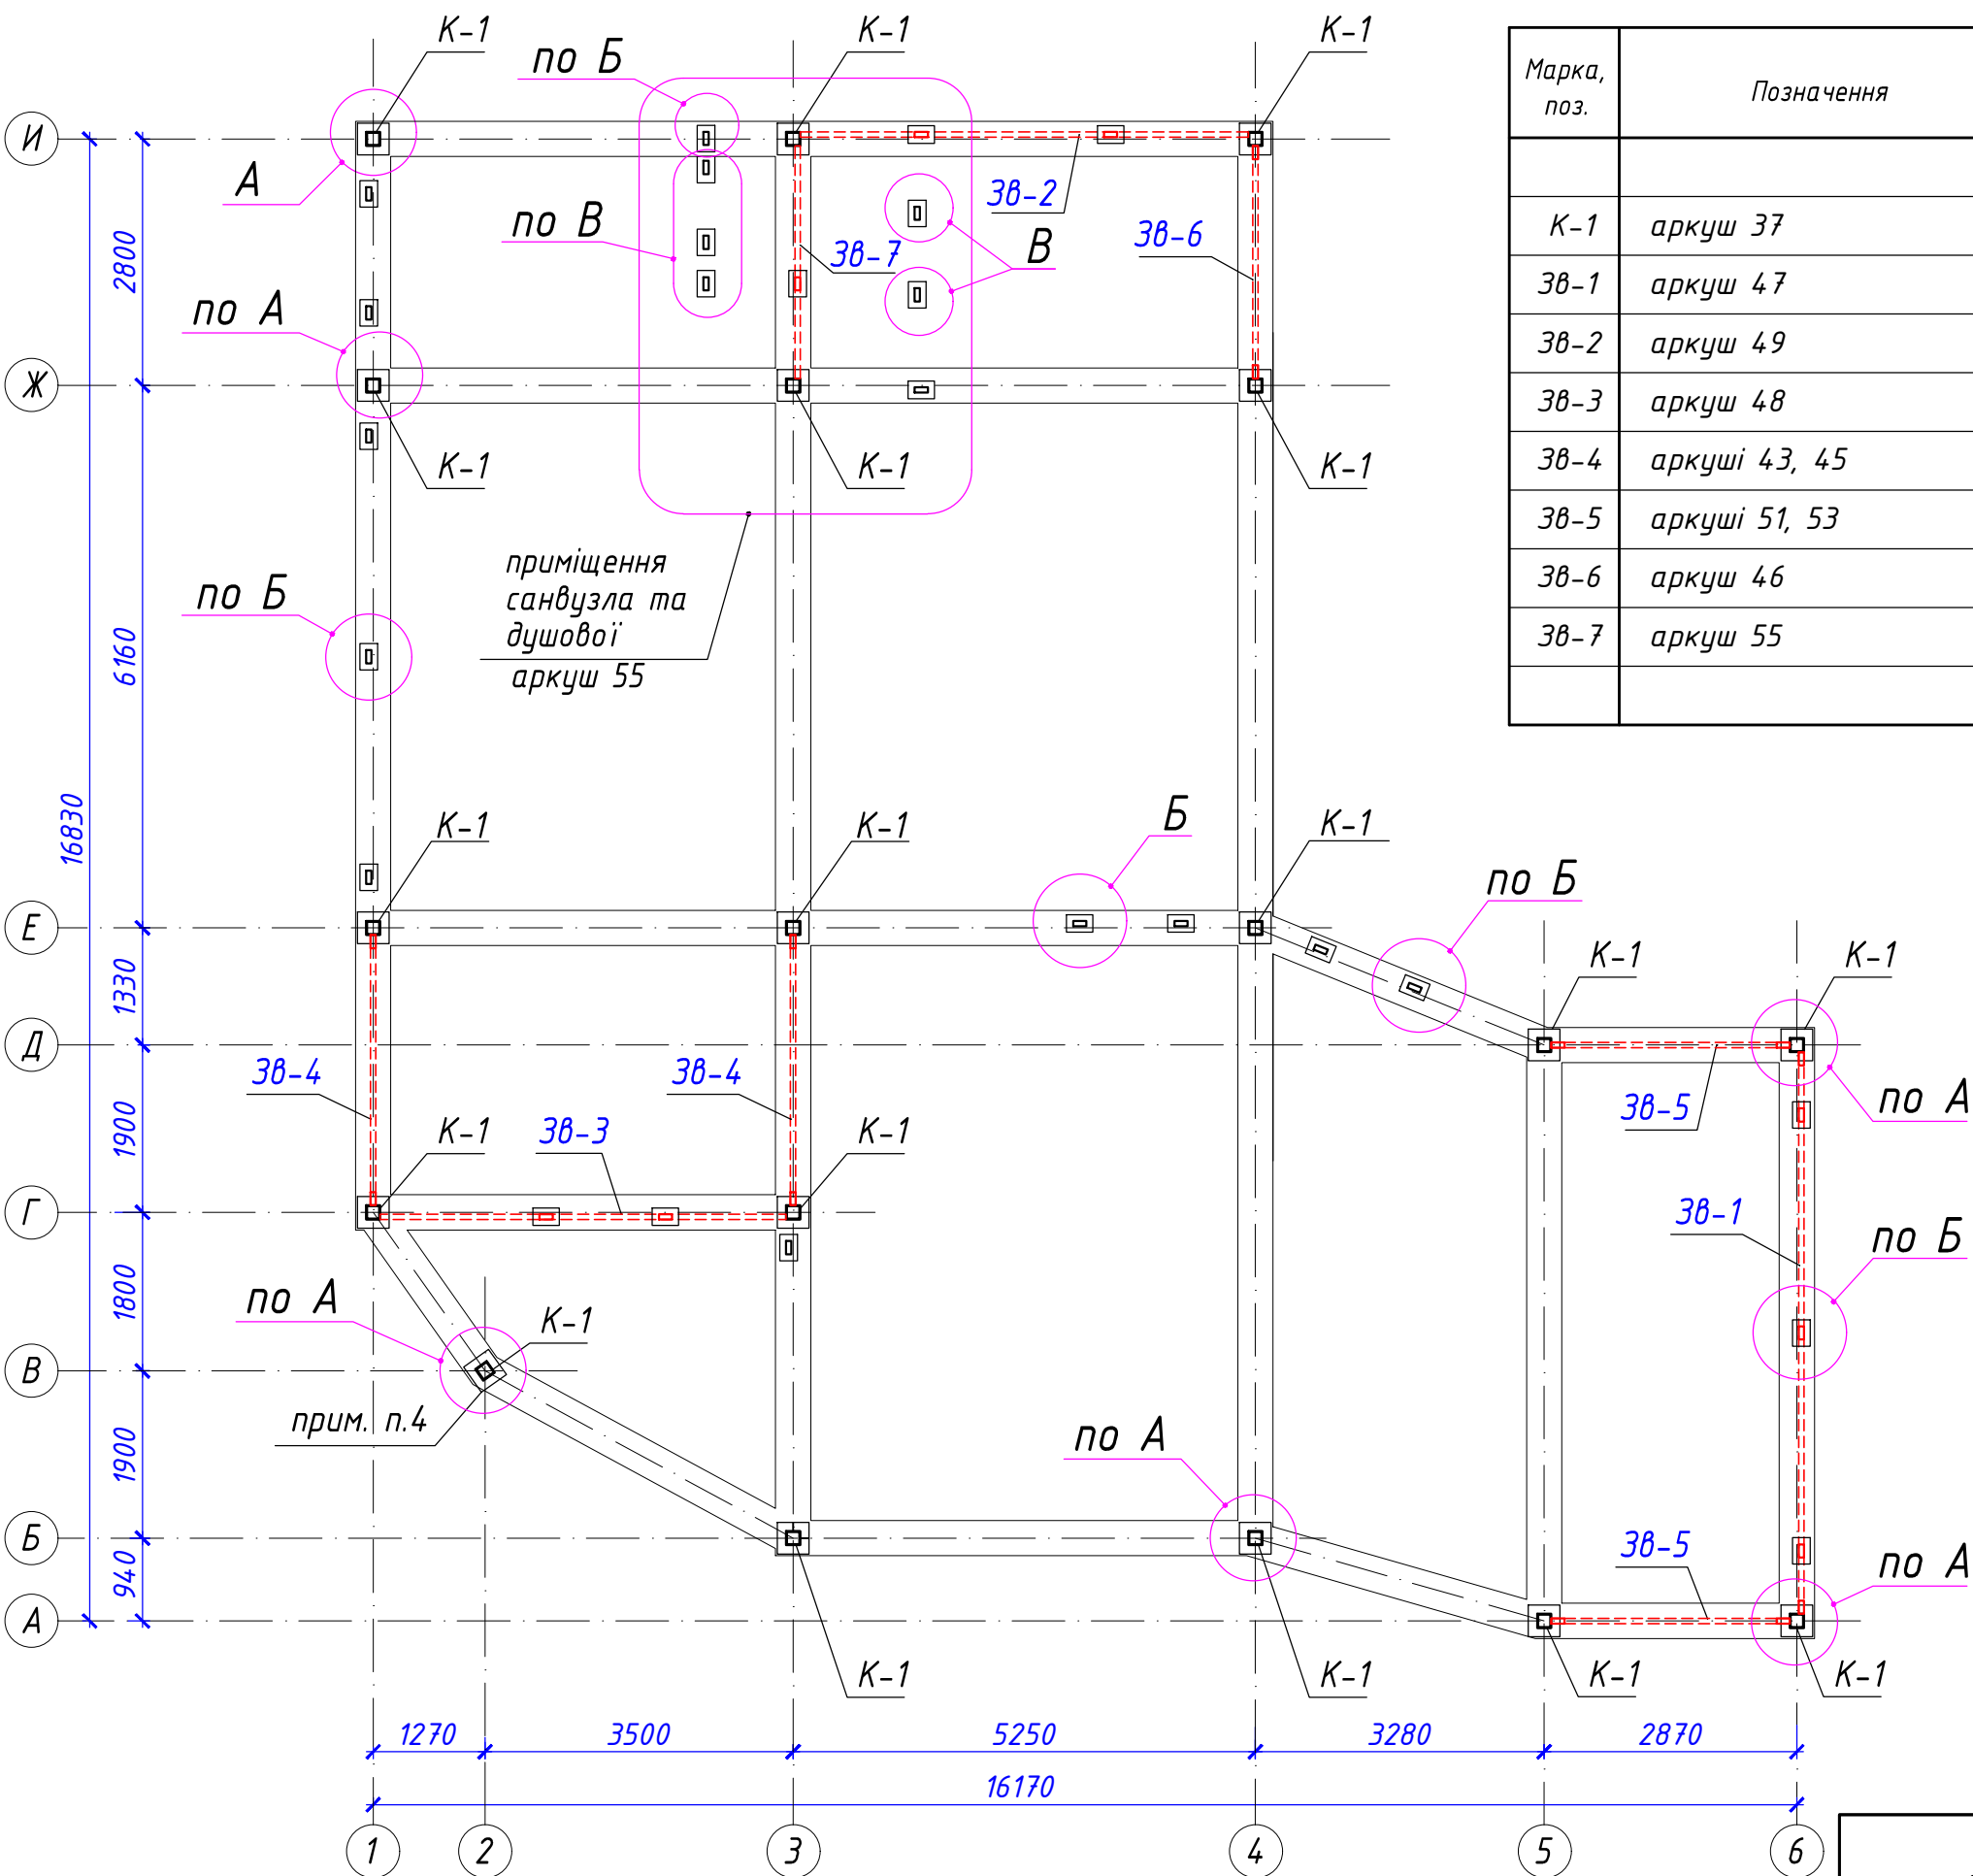 К-1
К-1
К-1
по Б
Марка,
поз.
Позначення
И
А
2800
по В
Зв-2
Зв-7
Зв-6
В
К-1
аркуш 37
Зв-1
аркуш 47
по А
Зв-2
аркуш 49
Ж
Зв-3
аркуш 48
К-1
К-1
К-1
Зв-4
аркуші 43, 45
Зв-5
аркуші 51, 53
приміщення
санвузла та
душової
аркуш 55
Зв-6
аркуш 46
по Б
Зв-7
аркуш 55
6160
16830
К-1
К-1
Б
К-1
по Б
Е
1330
К-1
К-1
Д
Зв-4
Зв-4
Зв-5
по А
1900
К-1
Зв-3
К-1
Г
Зв-1
по Б
1800
по А
К-1
В
прим. п.4
1900
по А
Б
940
Зв-5
по А
А
К-1
К-1
К-1
К-1
1270
3500
5250
3280
2870
16170
1
2
3
4
5
6